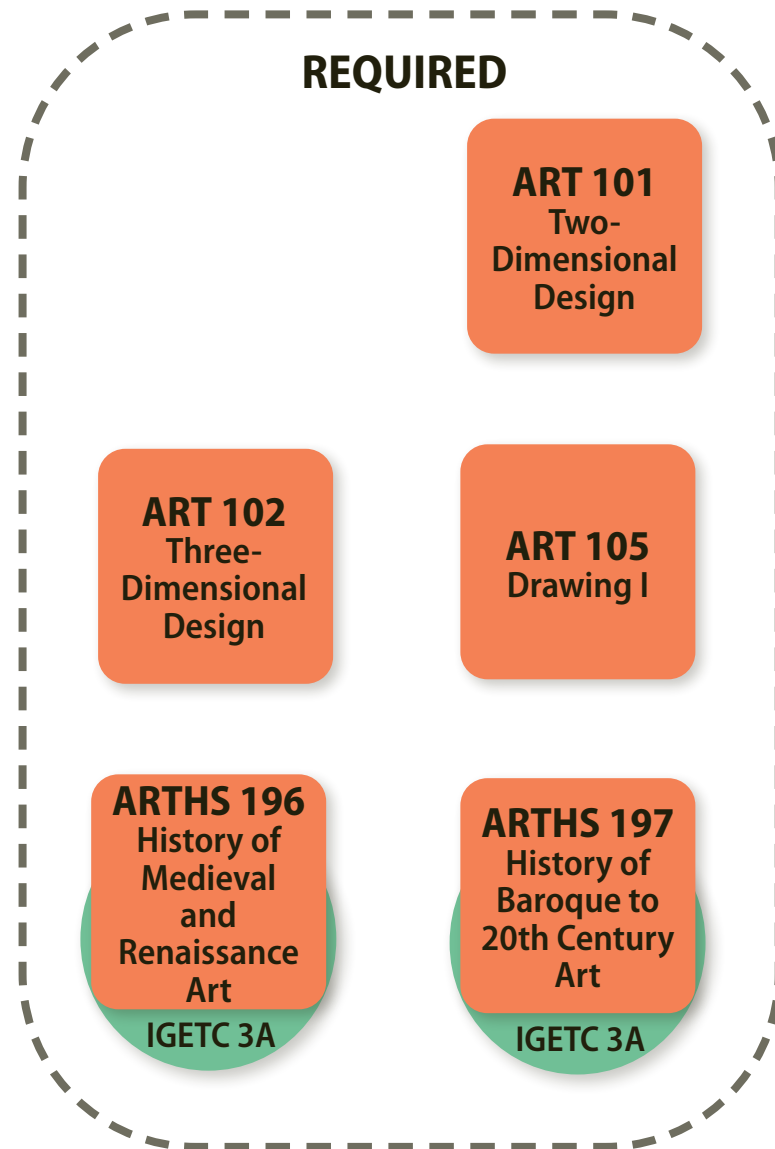 REQUIRED
ART 101
Two-
Dimensional
Design
ART 102
Three-
Dimensional
Design
ART 105
Drawing I
ARTHS 196
History of
Medieval
and
Renaissance
Art
IGETC 3A
ARTHS 197
History of
Baroque to
20th Century
Art
IGETC 3A